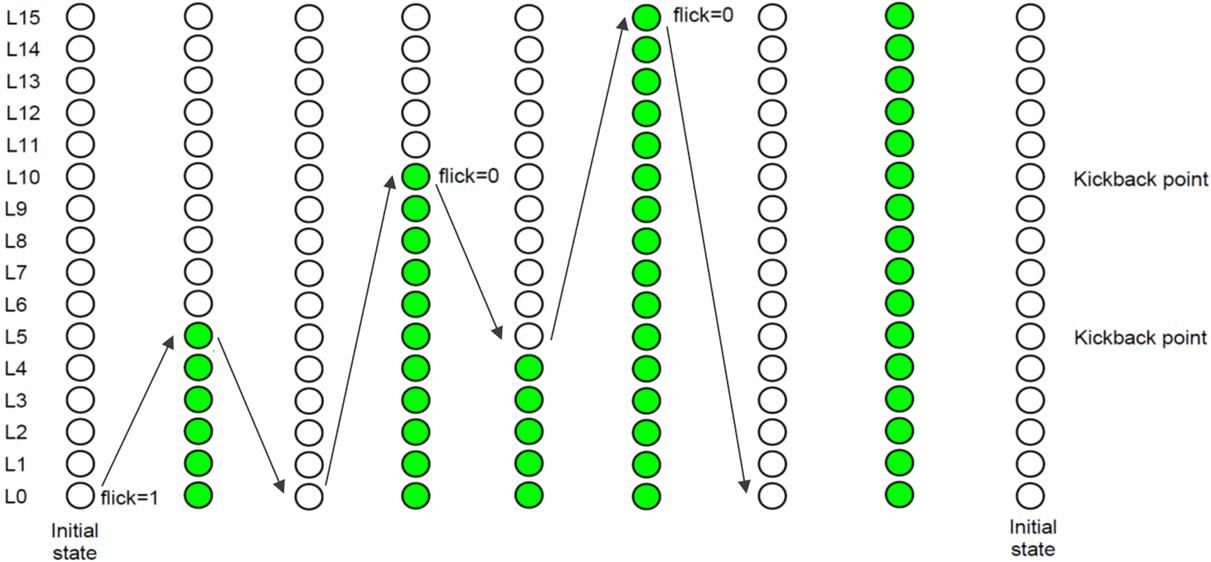 L15 flick=0
L14
L13
L12
L11
L10 flick=0 Kickback point
L9
L8
L7
L6
L5 Kickback point
L4
L3
L2
L1
L0 flick=1
Initial
state
Initial
state